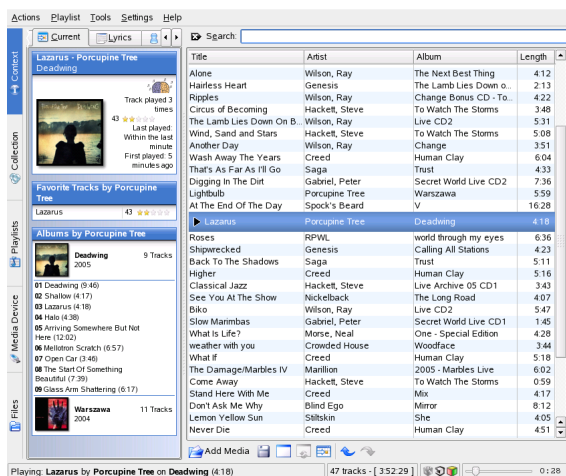 Actions Playlist Tools Settings Help
Current Lyrics
Search:
Context
Collection
Playlists
Media Device
Files
Lazarus - Porcupine Tree
Deadwing
Track played 3
times
43
Last played:
Within the last
minute
First played: 5
minutes ago
Favorite Tracks by Porcupine
Tree
Lazarus 43
Albums by Porcupine Tree
Deadwing 9 Tracks
2005
01 Deadwing (9:46)
02 Shallow (4:17)
03 Lazarus (4:18)
04 Halo (4:38)
05 Arriving Somewhere But Not
Here (12:02)
06 Mellotron Scratch (6:57)
07 Open Car (3:46)
08 The Start Of Something
Beautiful (7:39)
09 Glass Arm Shattering (6:17)
Warszawa 11 Tracks
2004
Title Artist Album Length
Alone Wilson, Ray The Next Best Thing 4:12
Hairless Heart Genesis The Lamb Lies Down o... 2:13
Ripples Wilson, Ray Change Bonus CD - To... 4:22
Circus of Becoming Hackett, Steve To Watch The Storms 3:48
The Lamb Lies Down On B... Wilson, Ray Live CD2 5:31
Wind, Sand and Stars Hackett, Steve To Watch The Storms 5:08
Another Day Wilson, Ray Change 3:51
Wash Away The Years Creed Human Clay 6:04
That's As Far As I'll Go Saga Trust 4:33
Digging In The Dirt Gabriel, Peter Secret World Live CD2 7:36
Lightbulb Porcupine Tree Warszawa 5:59
At The End Of The Day Spock's Beard V 16:28
Lazarus Porcupine Tree Deadwing 4:18
Roses RPWL world through my eyes 6:36
Shipwrecked Genesis Calling All Stations 4:23
Back To The Shadows Saga Trust 5:11
Higher Creed Human Clay 5:16
Classical Jazz Hackett, Steve Live Archive 05 CD1 3:43
See You At The Show Nickelback The Long Road 4:07
Biko Wilson, Ray Live CD2 5:47
Slow Marimbas Gabriel, Peter Secret World Live CD1 1:45
What Is Life? Morse, Neal One - Special Edition 4:28
weather with you Crowded House Woodface 3:44
What If Creed Human Clay 5:18
The Damage/Marbles IV Marillion 2005 - Marbles Live 6:02
Come Away Hackett, Steve To Watch The Storms 0:59
Stand Here With Me Creed Mix 4:17
Don't Ask Me Why Blind Ego Mirror 8:12
Lemon Yellow Sun Stiltskin She 4:05
Never Die Creed Human Clay 4:51
Add Media
Playing: Lazarus by Porcupine Tree on Deadwing (4:18) 47 tracks - [ 3:52:29 ] 0:28